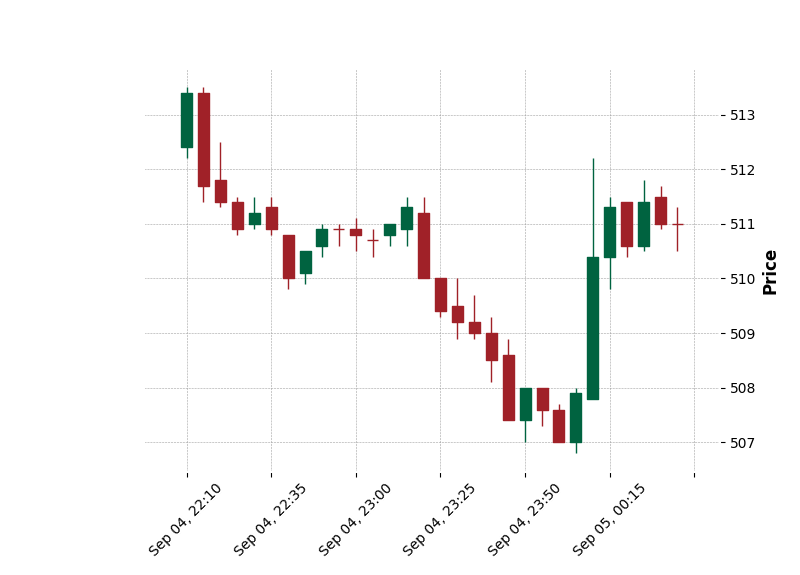 513
512
511
510
509
508
507
Price
Sep 04, 22:10
Sep 04, 22:35
Sep 04, 23:00
Sep 04, 23:25
Sep 04, 23:50
Sep 05, 00:15